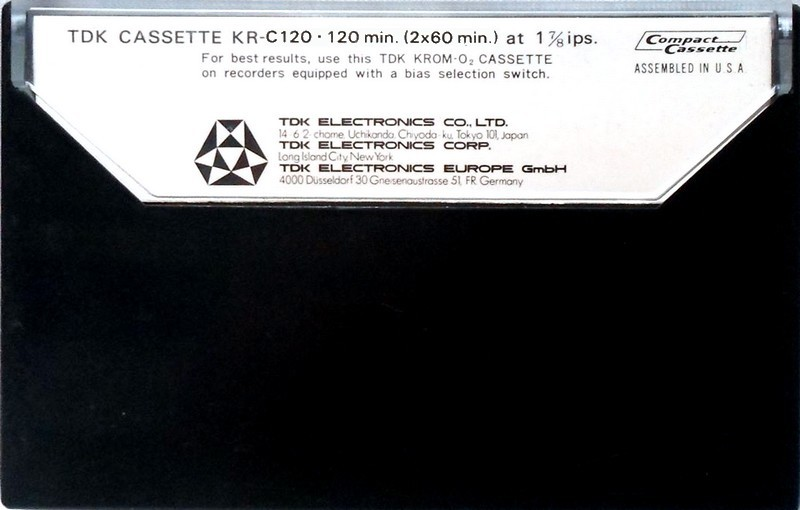 TDK CASSETTE KR-C120 · 120 min. (2x60 min.) at 1 7/8 ips.
For best results, use this TDK KROM-O₂ CASSETTE
on recorders equipped with a bias selection switch.
Compact
Cassette
ASSEMBLED IN U.S.A
TDK ELECTRONICS CO., LTD.
14-6 2-chome, Uchikanda, Chiyoda-ku, Tokyo 101, Japan
TDK ELECTRONICS CORP.
Long Island City, New York
TDK ELECTRONICS EUROPE GmbH
4000 Düsseldorf 30 Gneisenaustrasse 51, FR. Germany